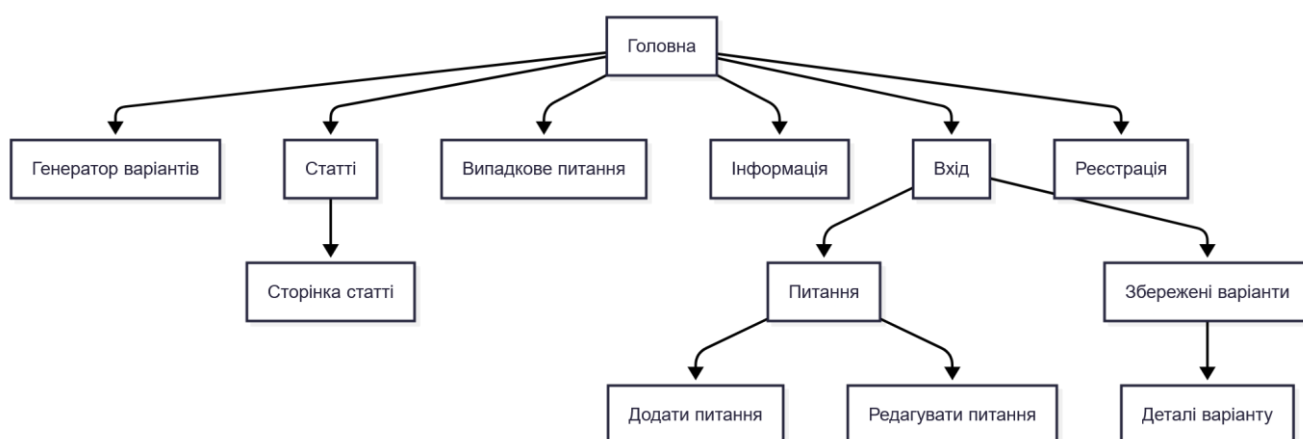 Головна
Генератор варіантів
Статті
Випадкове питання
Інформація
Вхід
Реєстрація
Сторінка статті
Питання
Збережені варіанти
Додати питання
Редагувати питання
Деталі варіанту